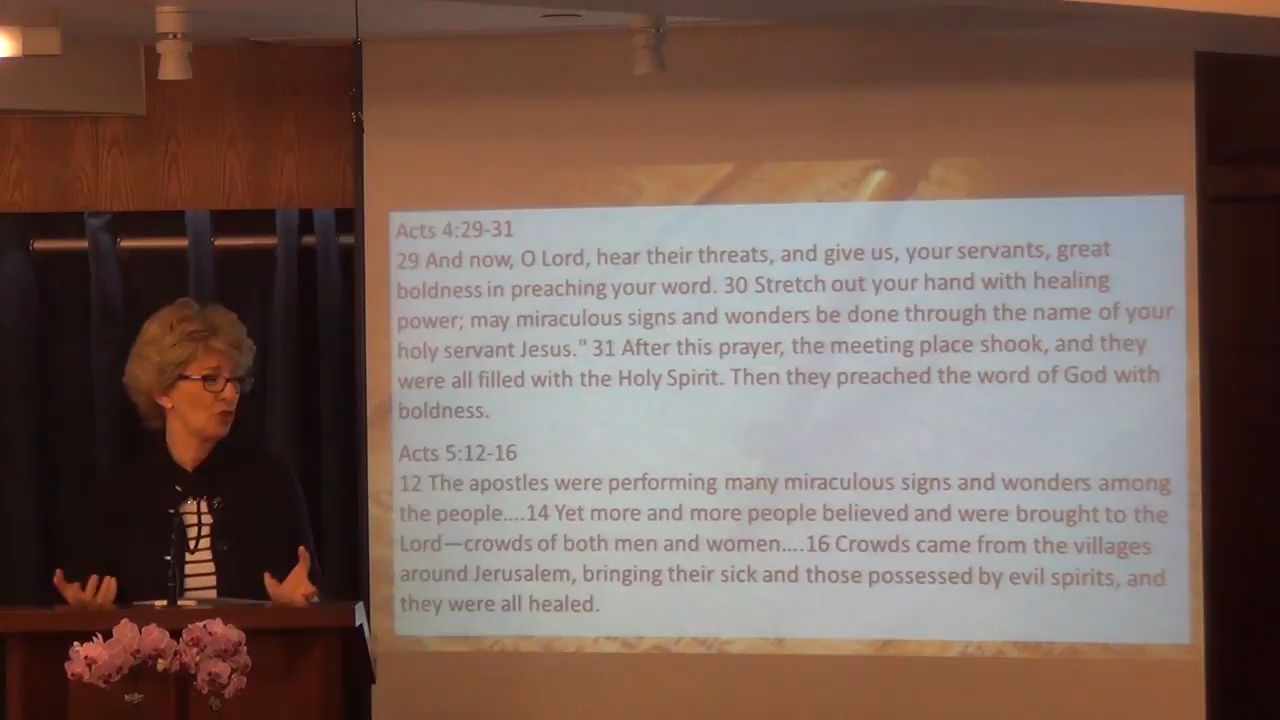 Acts 4:29-31
29 And now, O Lord, hear their threats, and give us, your servants, great
boldness in preaching your word. 30 Stretch out your hand with healing
power; may miraculous signs and wonders be done through the name of your
holy servant Jesus." 31 After this prayer, the meeting place shook, and they
were all filled with the Holy Spirit. Then they preached the word of God with
boldness.
Acts 5:12-16
12 The apostles were performing many miraculous signs and wonders among
the people....14 Yet more and more people believed and were brought to the
Lord—crowds of both men and women....16 Crowds came from the villages
around Jerusalem, bringing their sick and those possessed by evil spirits, and
they were all healed.